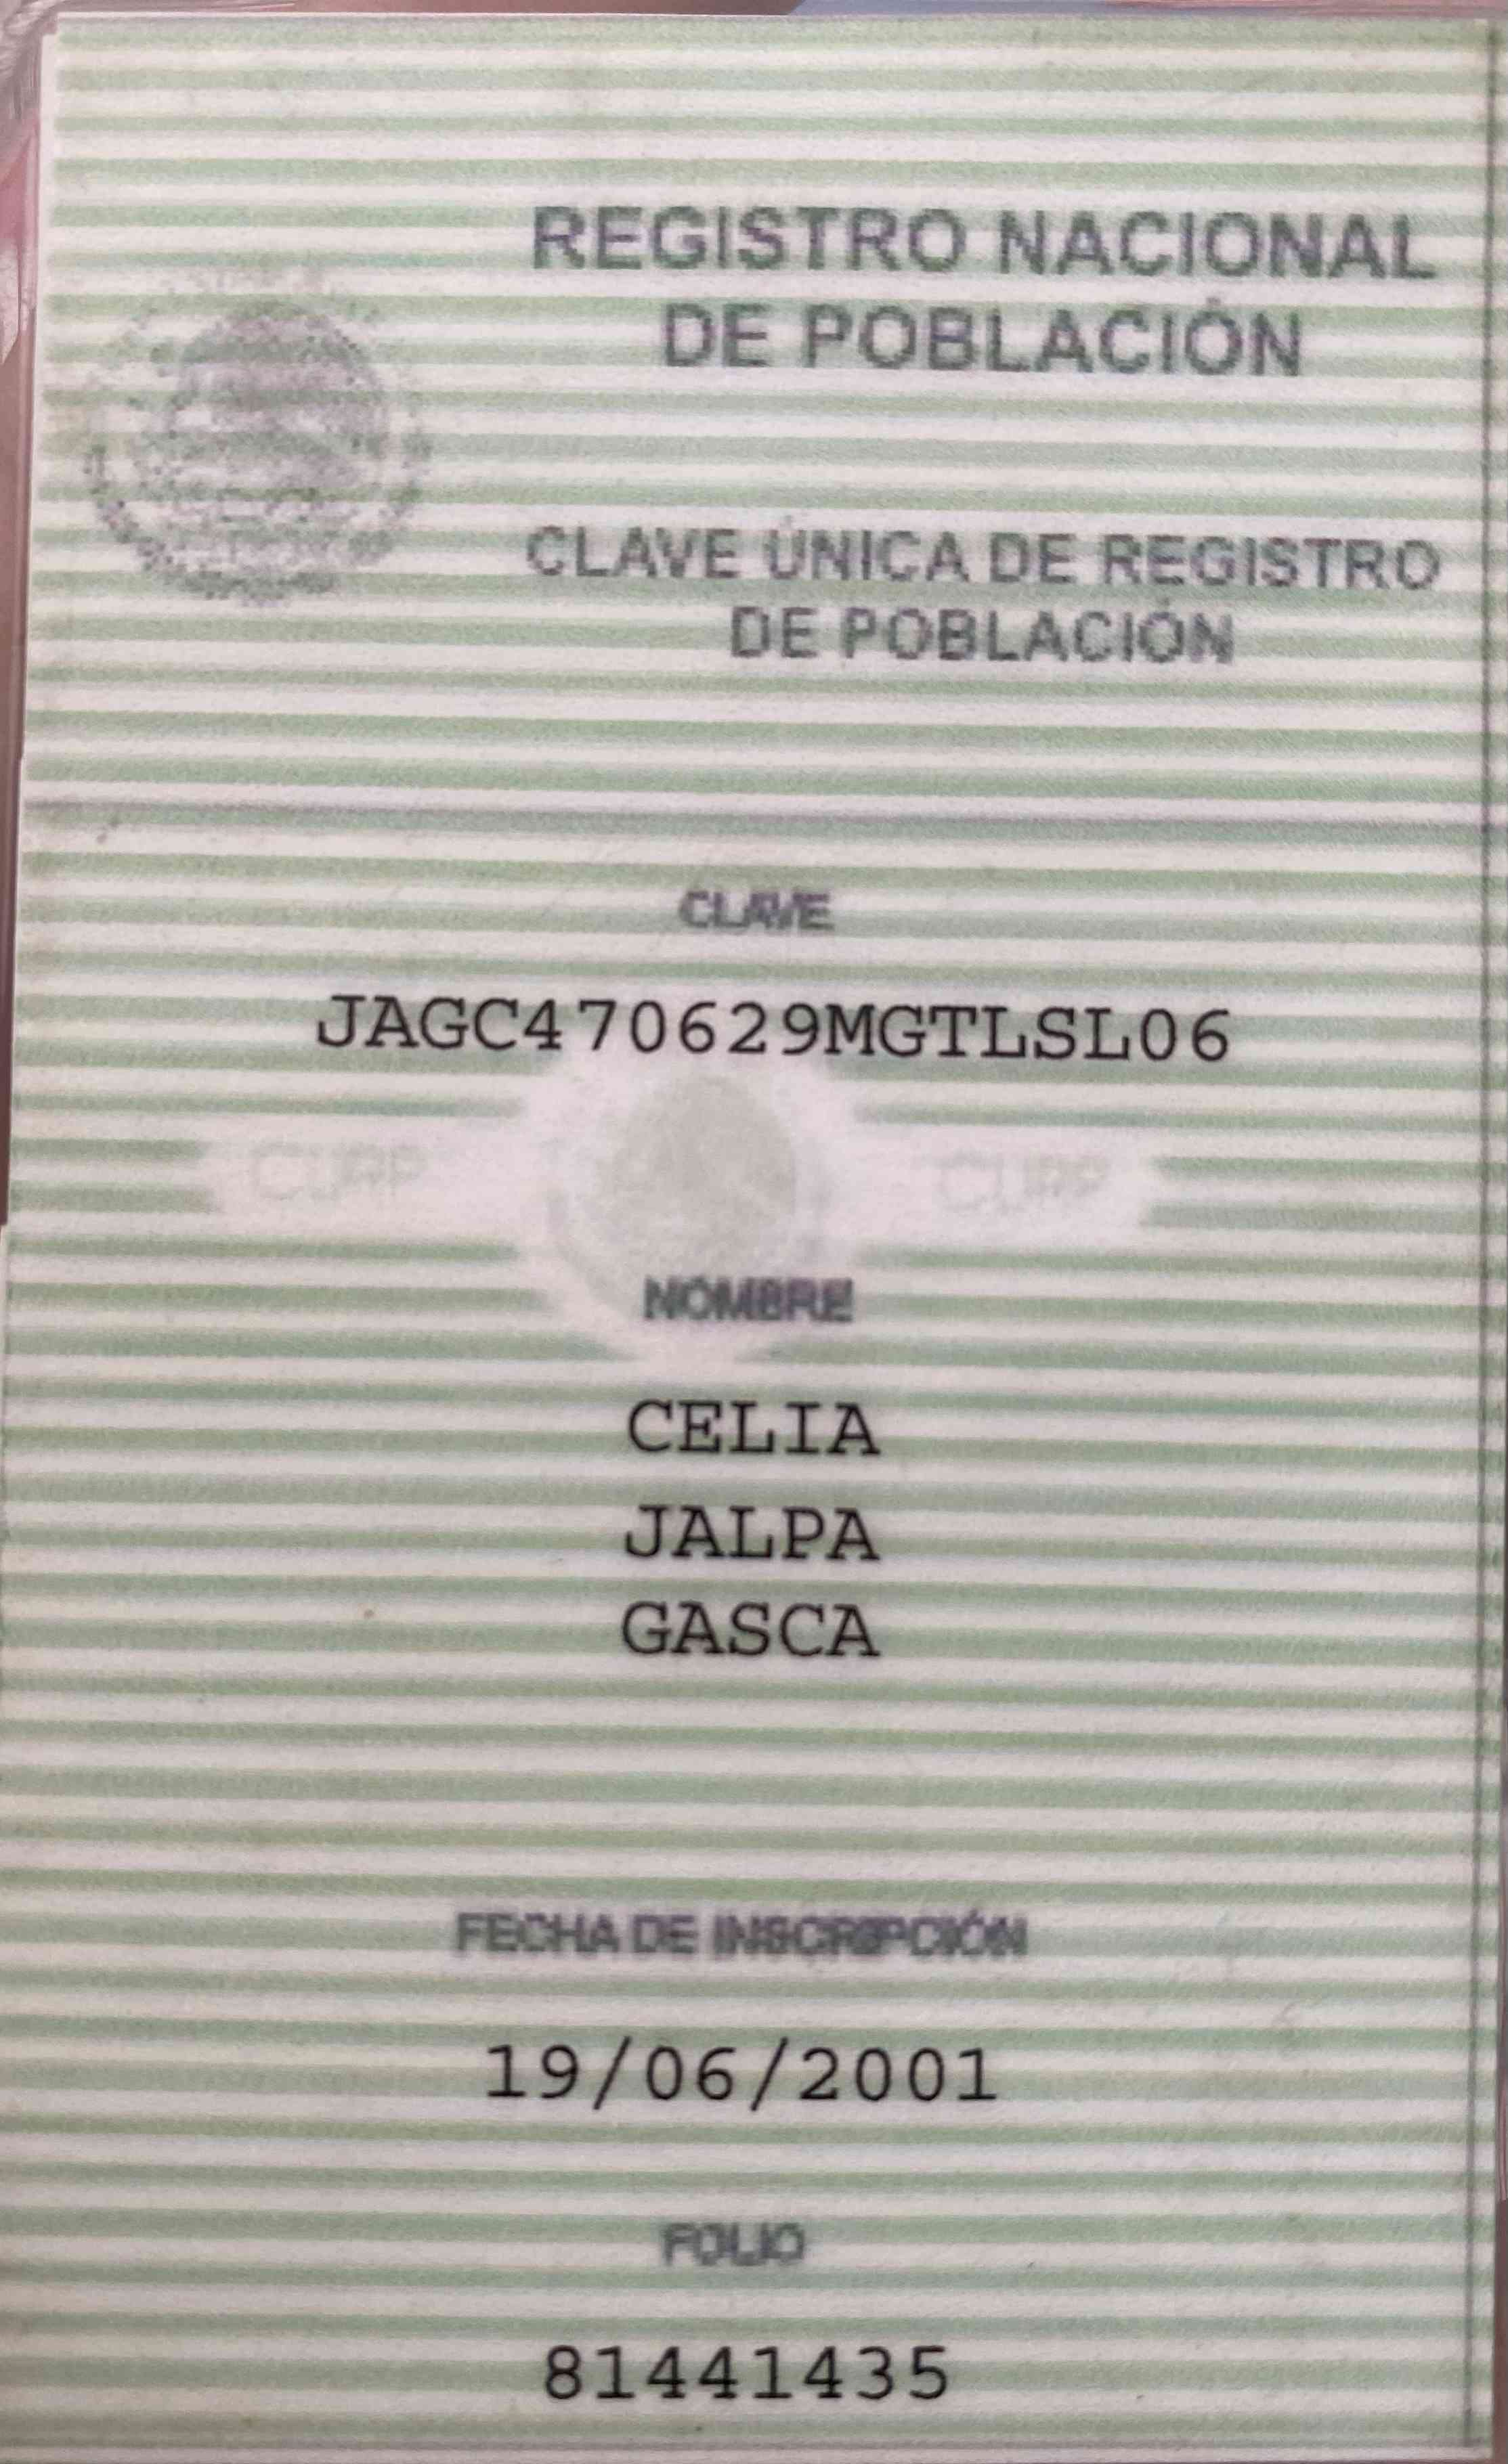 REGISTRO NACIONAL
DE POBLACIÓN
CLAVE ÚNICA DE REGISTRO
DE POBLACIÓN
CLAVE
JAGC470629MGTLSL06
CURP CURP
NOMBRE
CELIA
JALPA
GASCA
FECHA DE INSCRIPCIÓN
19/06/2001
FOLIO
81441435